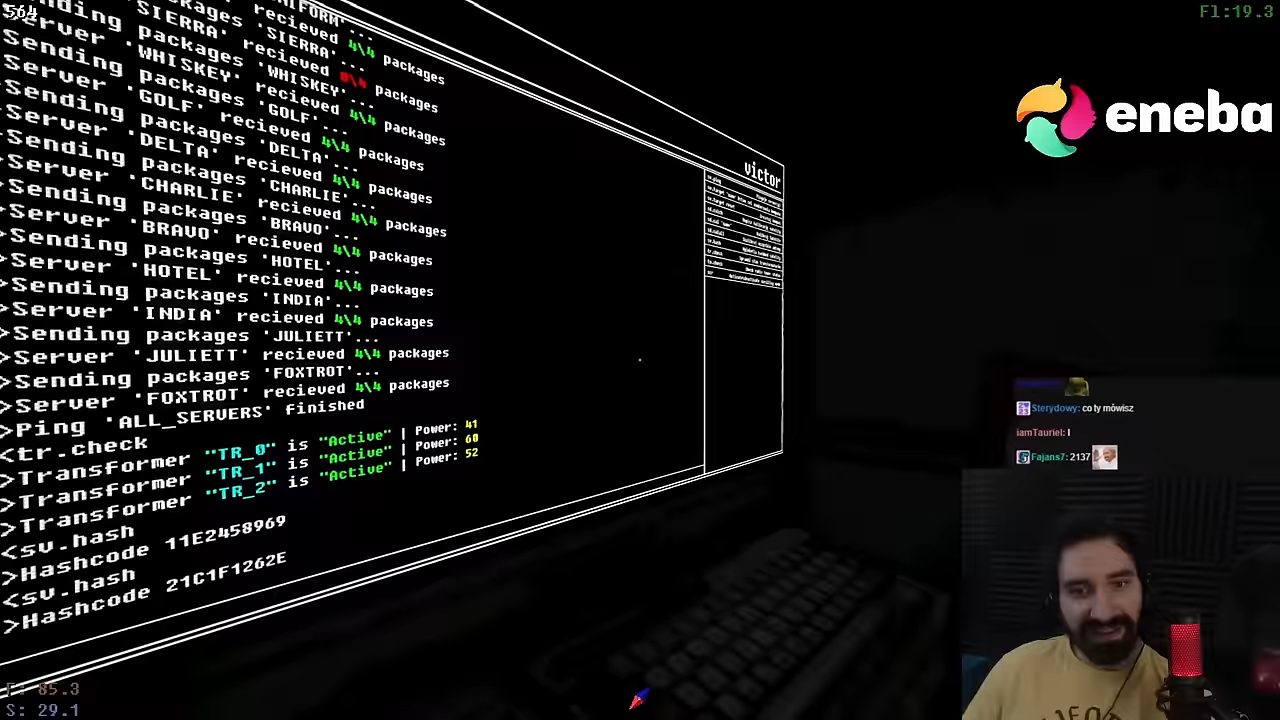 564
F1:19.3
recieved 4\4 packages
Sending packages 'SIERRA'...
Server 'SIERRA' recieved 0\4 packages
Sending packages 'WHISKEY'...
Server 'WHISKEY' recieved 4\4 packages
>Sending packages 'GOLF'...
>Server 'GOLF' recieved 4\4 packages
>Sending packages 'DELTA'...
>Server 'DELTA' recieved 4\4 packages
>Sending packages 'CHARLIE'...
>Server 'CHARLIE' recieved 4\4 packages
>Sending packages 'BRAVO'...
>Server 'BRAVO' recieved 4\4 packages
>Sending packages 'HOTEL'...
>Server 'HOTEL' recieved 4\4 packages
>Sending packages 'INDIA'...
>Server 'INDIA' recieved 4\4 packages
>Sending packages 'JULIETT'...
>Server 'JULIETT' recieved 4\4 packages
>Sending packages 'FOXTROT'...
>Server 'FOXTROT' recieved 4\4 packages
>Ping 'ALL_SERVERS' finished
<tr.check
>Transformer "TR_0" is "Active" | Power: 41
>Transformer "TR_1" is "Active" | Power: 60
>Transformer "TR_2" is "Active" | Power: 52
<sv.hash
>Hashcode 11E2458969
<sv.hash
>Hashcode 21C1F1262E
victor
eneba
Sterydowy: co ty mówisz
iamTauriel: I
Fajans7: 2137
F: 85.3
S: 29.1